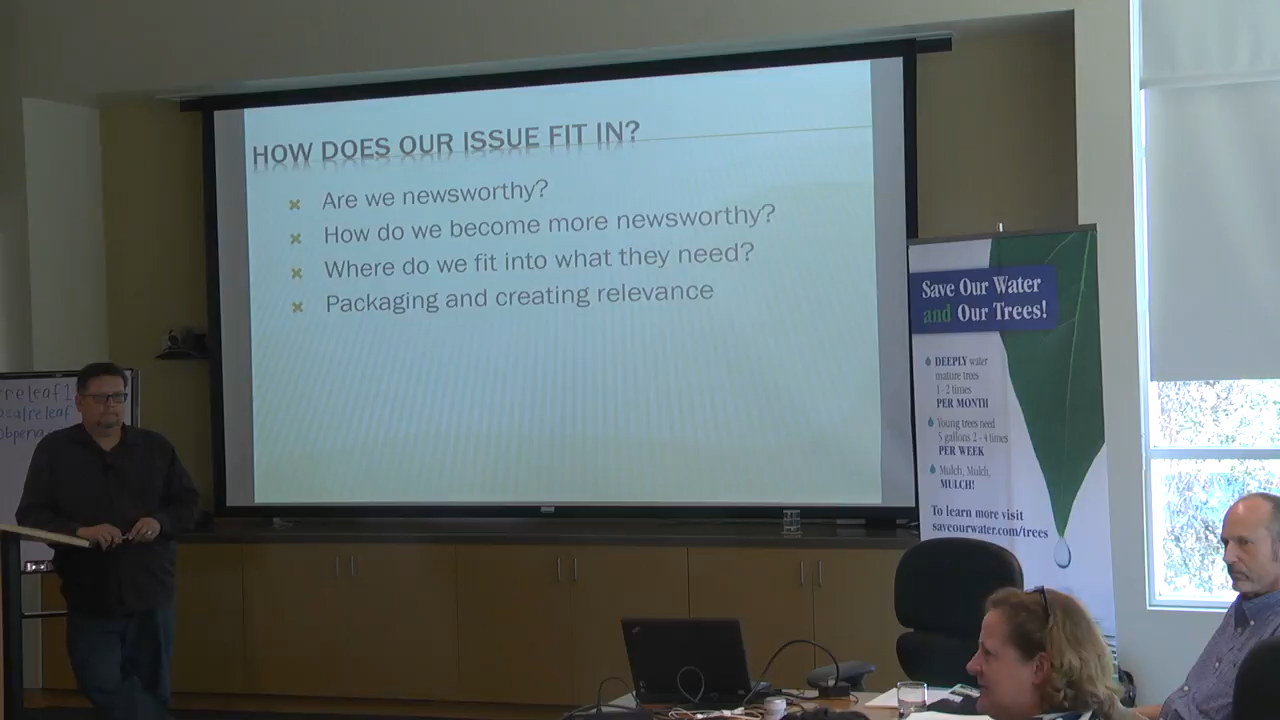 HOW DOES OUR ISSUE FIT IN?
Are we newsworthy?
How do we become more newsworthy?
Where do we fit into what they need?
Packaging and creating relevance
Save Our Water
and Our Trees!
DEEPLY water
mature trees
1 - 2 times
PER MONTH
Young trees need
5 gallons 2 - 4 times
PER WEEK
Mulch, Mulch,
MULCH!
To learn more visit
saveourwater.com/trees